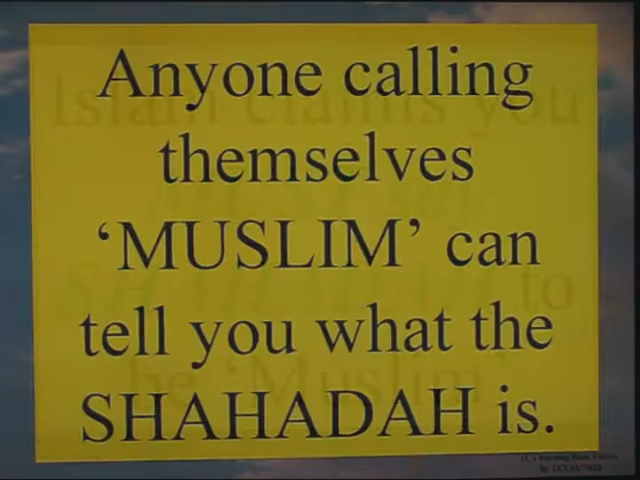 Anyone calling
themselves
‘MUSLIM’ can
tell you what the
SHAHADAH is.